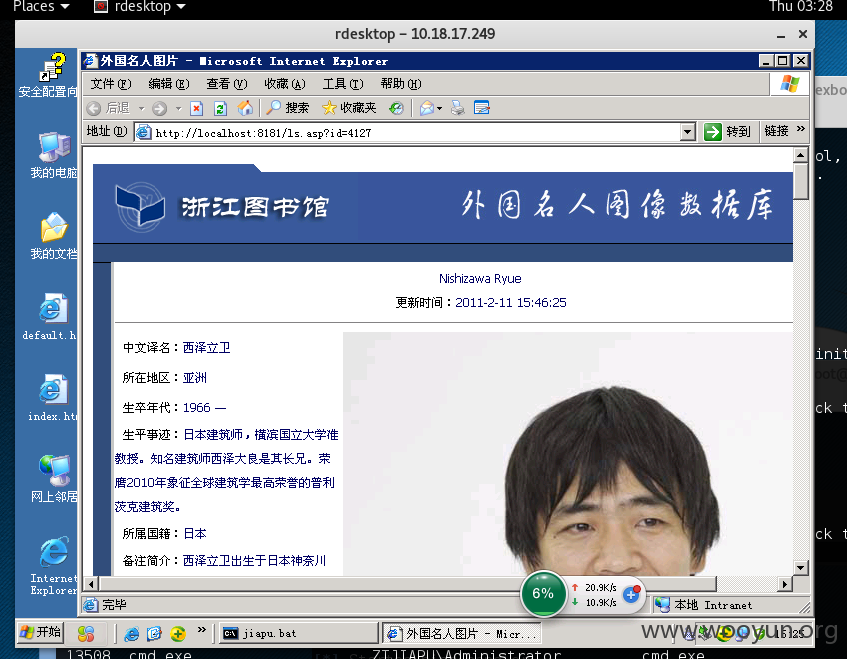 Places
rdesktop
Thu 03:28
rdesktop - 10.18.17.249
外国名人图片 - Microsoft Internet Explorer
文件(F) 编辑(E) 查看(V) 收藏(A) 工具(T) 帮助(H)
后退 搜索 收藏夹
地址(D) http://localhost:8181/ls.asp?id=4127 转到 链接 »
安全配置向
我的电脑
我的文档
default.h
index.htm
网上邻居
Internet
Explorer
浙江图书馆 外国名人图像数据库
Nishizawa Ryue
更新时间：2011-2-11 15:46:25
中文译名：西泽立卫
所在地区：亚洲
生卒年代：1966 —
生平事迹：日本建筑师，横滨国立大学准
教授。知名建筑师西泽大良是其长兄。荣
膺2010年象征全球建筑学最高荣誉的普利
茨克建筑奖。
所属国籍：日本
备注简介：西泽立卫出生于日本神奈川
exbo
ol,
init
oot@
ck t
ck t
6%
20.9K/s
10.9K/s
完毕 本地 Intranet
开始 » jiapu.bat 外国名人图片 - Micr...
www.wooyun.org
13508 cmd.exe ZIJIAPU\Administrator cmd.exe